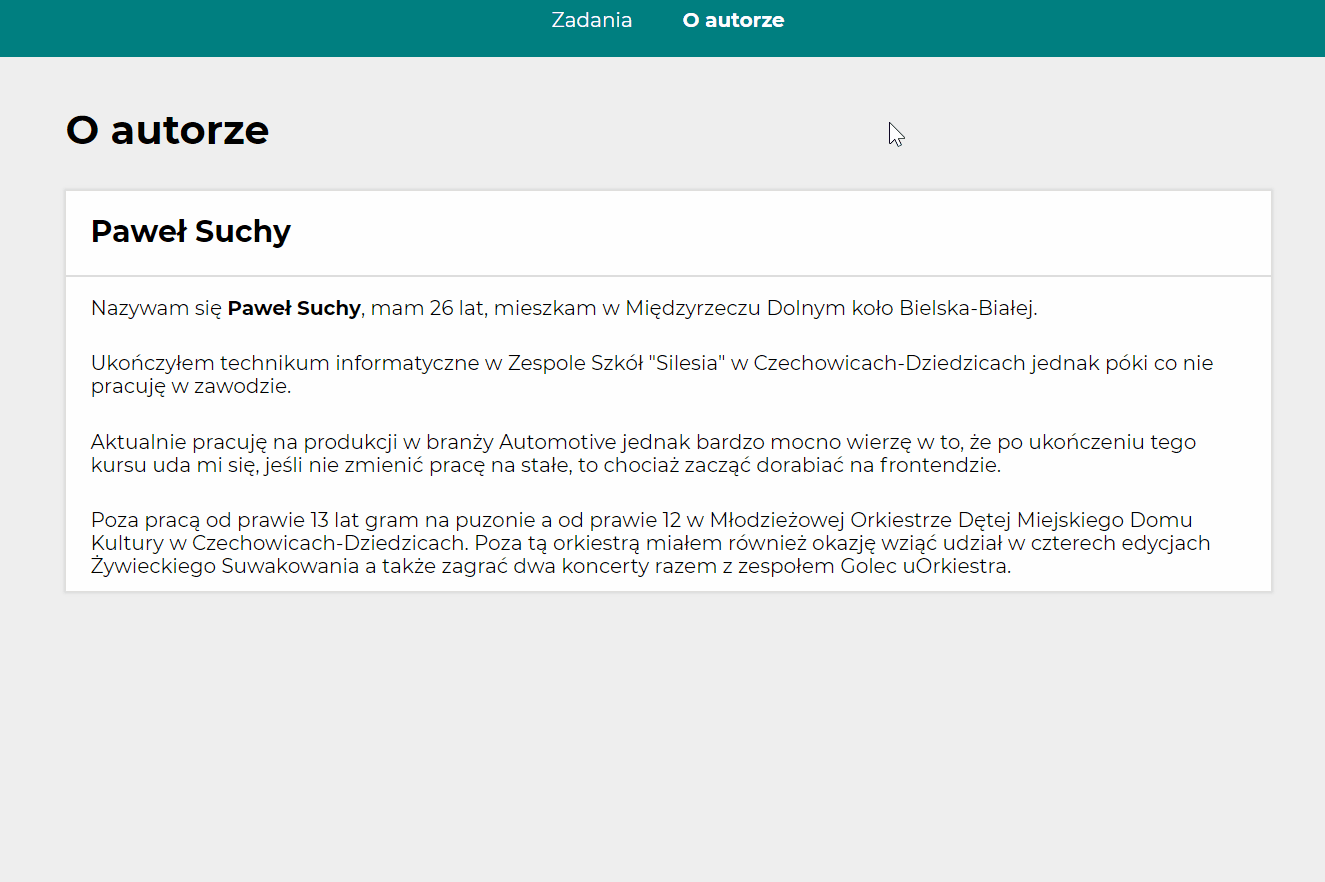 Zadania O autorze
O autorze
Paweł Suchy
Nazywam się Paweł Suchy, mam 26 lat, mieszkam w Międzyrzeczu Dolnym koło Bielska-Białej.
Ukończyłem technikum informatyczne w Zespole Szkół "Silesia" w Czechowicach-Dziedzicach jednak póki co nie
pracuję w zawodzie.
Aktualnie pracuję na produkcji w branży Automotive jednak bardzo mocno wierzę w to, że po ukończeniu tego
kursu uda mi się, jeśli nie zmienić pracę na stałe, to chociaż zacząć dorabiać na frontendzie.
Poza pracą od prawie 13 lat gram na puzonie a od prawie 12 w Młodzieżowej Orkiestrze Dętej Miejskiego Domu
Kultury w Czechowicach-Dziedzicach. Poza tą orkiestrą miałem również okazję wziąć udział w czterech edycjach
Żywieckiego Suwakowania a także zagrać dwa koncerty razem z zespołem Golec uOrkiestra.